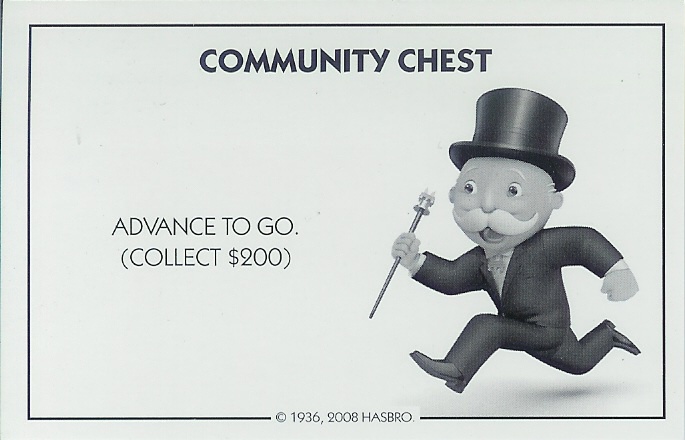 COMMUNITY CHEST
ADVANCE TO GO.
(COLLECT $200)
© 1936, 2008 HASBRO.